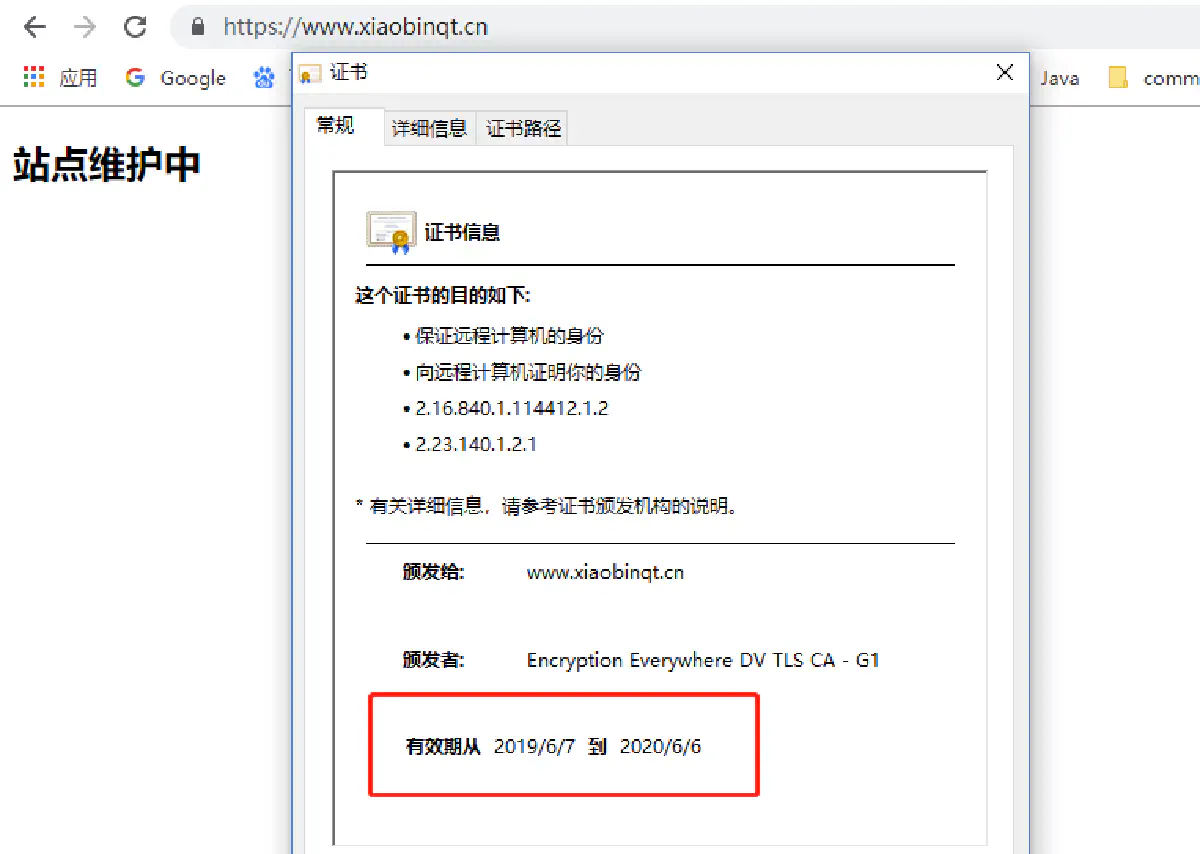 https://www.xiaobinqt.cn
应用 Google Java comm
证书
常规 详细信息 证书路径
站点维护中
证书信息
这个证书的目的如下:
• 保证远程计算机的身份
• 向远程计算机证明你的身份
• 2.16.840.1.114412.1.2
• 2.23.140.1.2.1
* 有关详细信息，请参考证书颁发机构的说明。
颁发给: www.xiaobinqt.cn
颁发者: Encryption Everywhere DV TLS CA - G1
有效期从 2019/6/7 到 2020/6/6